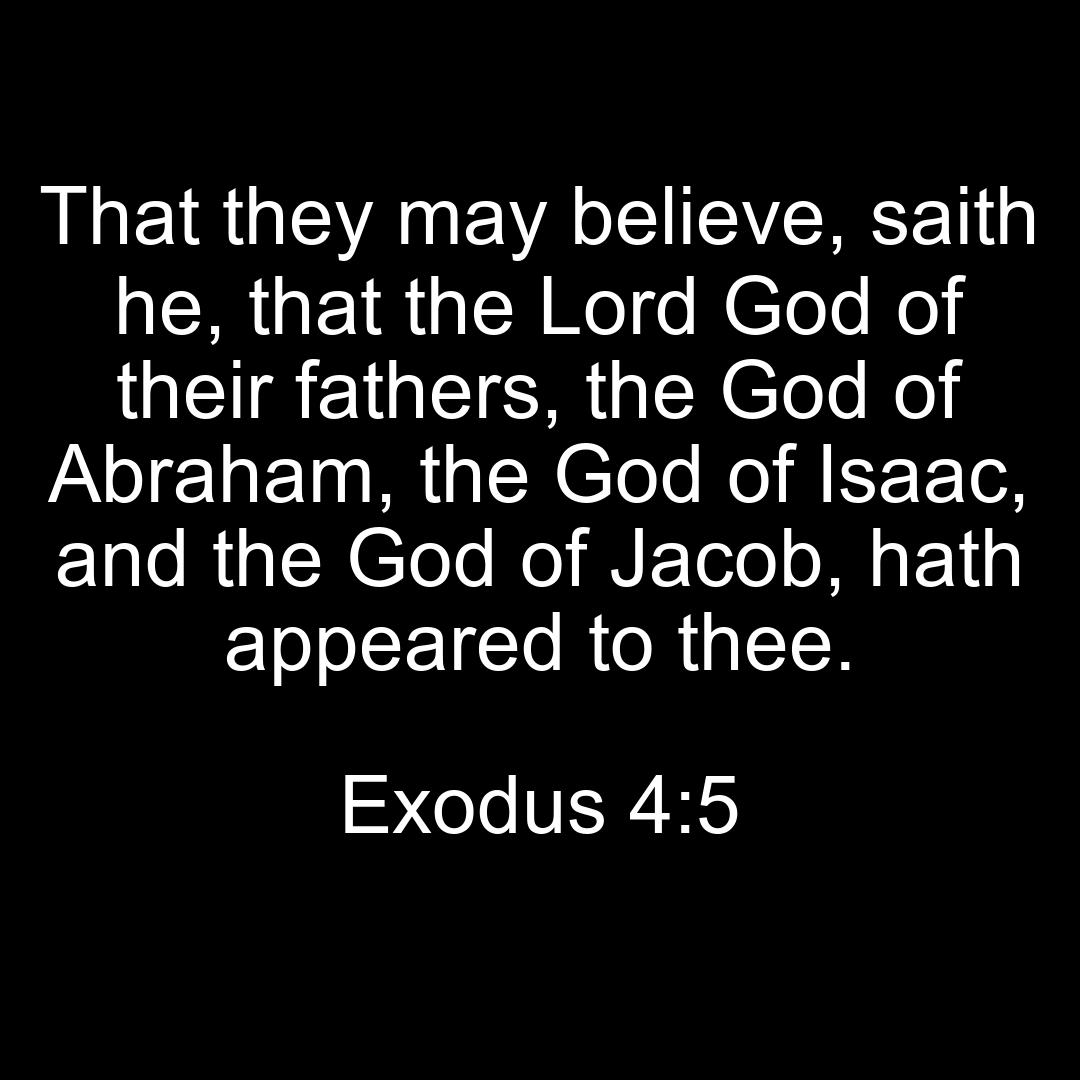 That they may believe, saith
he, that the Lord God of
their fathers, the God of
Abraham, the God of Isaac,
and the God of Jacob, hath
appeared to thee.
Exodus 4:5